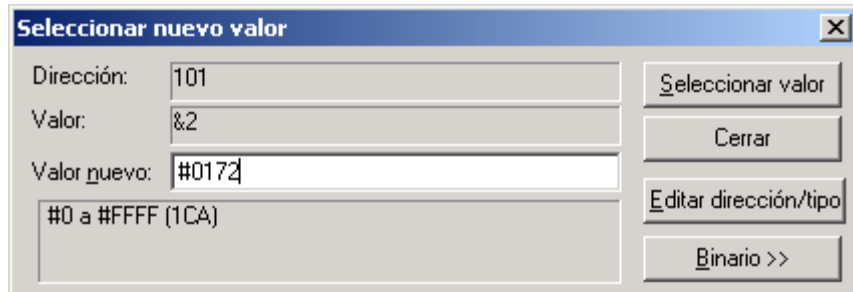 Seleccionar nuevo valor
Dirección: 101
Seleccionar valor
Valor: &2
Cerrar
Valor nuevo: #0172
Editar dirección/tipo
#0 a #FFFF (1CA)
Binario >>